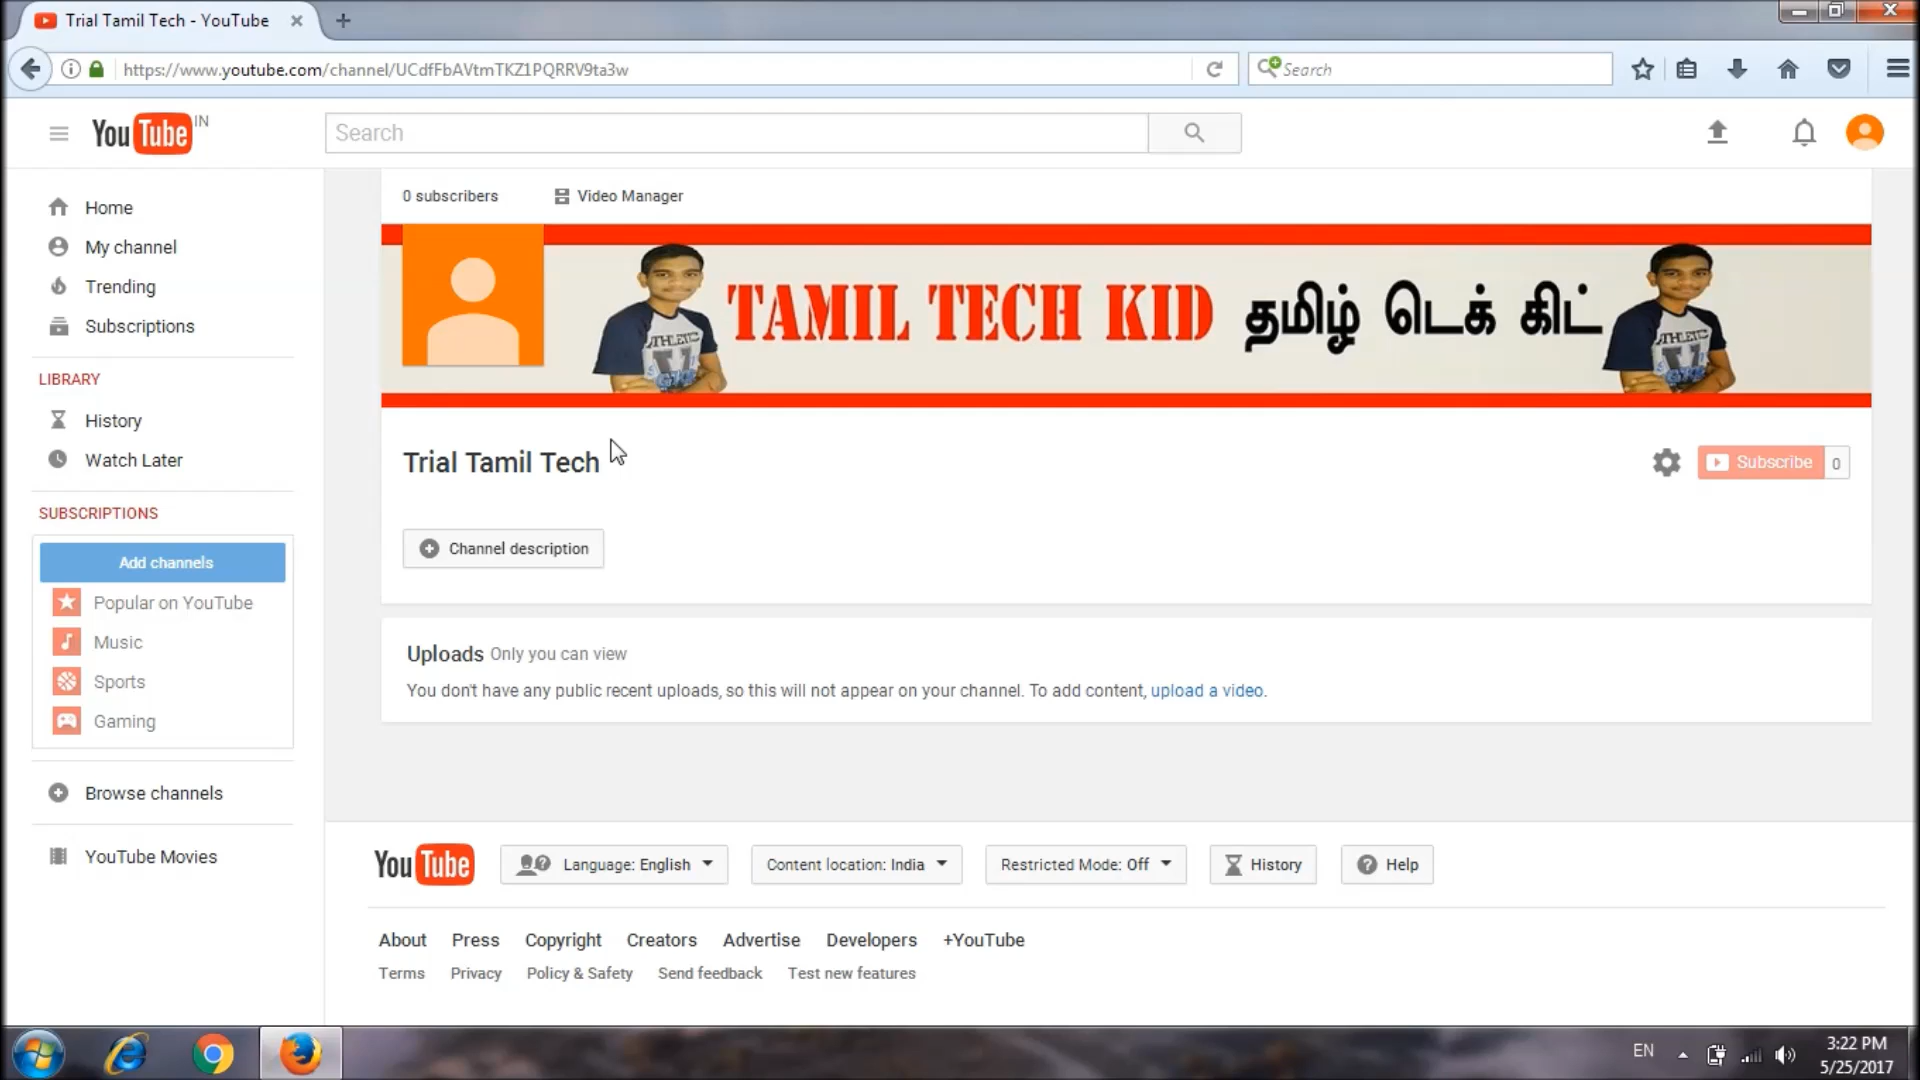 Trial Tamil Tech - YouTube
https://www.youtube.com/channel/UCdfFbAVtmTKZ1PQRRV9ta3w
Search
YouTube IN
Search
Home
My channel
Trending
Subscriptions
LIBRARY
History
Watch Later
SUBSCRIPTIONS
Add channels
Popular on YouTube
Music
Sports
Gaming
Browse channels
YouTube Movies
0 subscribers
Video Manager
TAMIL TECH KID தமிழ் டெக் கிட்
Trial Tamil Tech
Subscribe 0
Channel description
Uploads Only you can view
You don't have any public recent uploads, so this will not appear on your channel. To add content, upload a video.
YouTube
Language: English
Content location: India
Restricted Mode: Off
History
Help
About Press Copyright Creators Advertise Developers +YouTube
Terms Privacy Policy & Safety Send feedback Test new features
EN
3:22 PM
5/25/2017